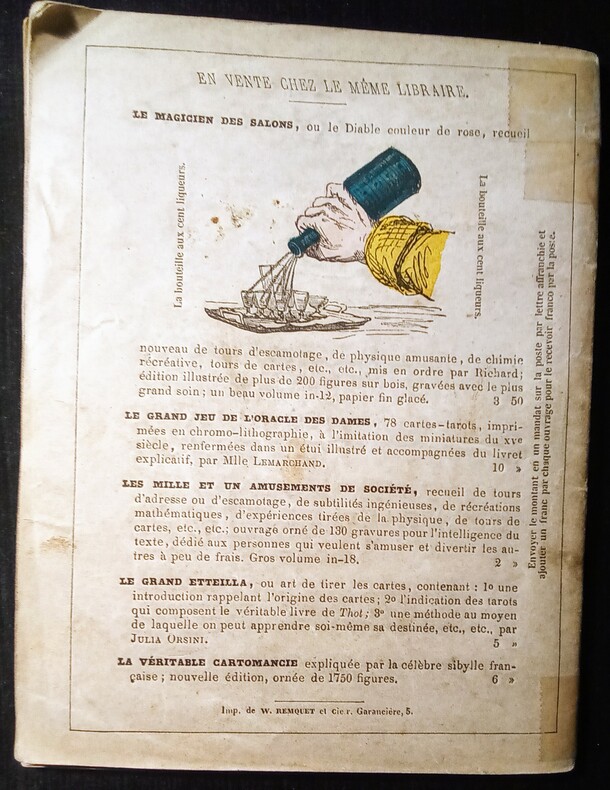 EN VENTE CHEZ LE MÊME LIBRAIRE.
LE MAGICIEN DES SALONS, ou le Diable couleur de rose, recueil
La bouteille aux cent liqueurs.
La bouteille aux cent liqueurs.
nouveau de tours d'escamotage, de physique amusante, de chimie
récréative, tours de cartes, etc., etc., mis en ordre par Richard;
édition illustrée de plus de 200 figures sur bois, gravées avec le plus
grand soin; un beau volume in-12, papier fin glacé. 3 50
LE GRAND JEU DE L'ORACLE DES DAMES, 78 cartes-tarots, impri-
mées en chromo-lithographie, à l'imitation des miniatures du XVe
siècle, renfermées dans un étui illustré et accompagnées du livret
explicatif, par Mlle LEMARCHAND. 10 »
LES MILLE ET UN AMUSEMENTS DE SOCIÉTÉ, recueil de tours
d'adresse ou d'escamotage, de subtilités ingénieuses, de récréations
mathématiques, d'expériences tirées de la physique, de tours de
cartes, etc., etc.: ouvrage orné de 130 gravures pour l'intelligence du
texte, dédié aux personnes qui veulent s'amuser et divertir les au-
tres à peu de frais. Gros volume in-18. 2 »
LE GRAND ETTEILLA, ou art de tirer les cartes, contenant : 1º une
introduction rappelant l'origine des cartes; 2º l'indication des tarots
qui composent le véritable livre de Thot; 3º une méthode au moyen
de laquelle on peut apprendre soi-même sa destinée, etc., etc., par
JULIA ORSINI. 5 »
LA VÉRITABLE CARTOMANCIE expliquée par la célèbre sibylle fran-
çaise; nouvelle édition, ornée de 1750 figures. 6 »
Imp. de W. REMQUET et Cie r. Garancière, 5.
Envoyer le montant en un mandat sur la poste par lettre affranchie et
ajouter un franc par chaque ouvrage pour le recevoir franco par la poste.